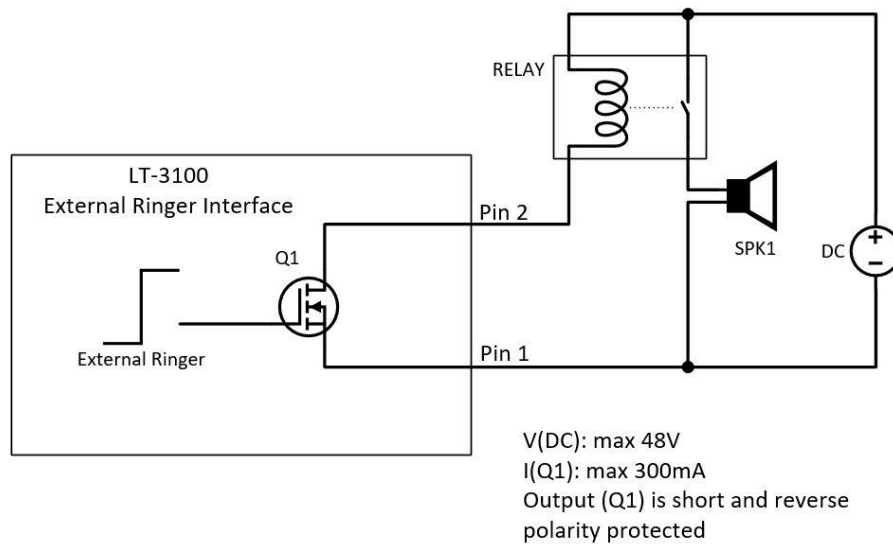 RELAY
LT-3100
External Ringer Interface
Pin 2
Q1
SPK1
DC
+
−
External Ringer
Pin 1
V(DC): max 48V
I(Q1): max 300mA
Output (Q1) is short and reverse
polarity protected